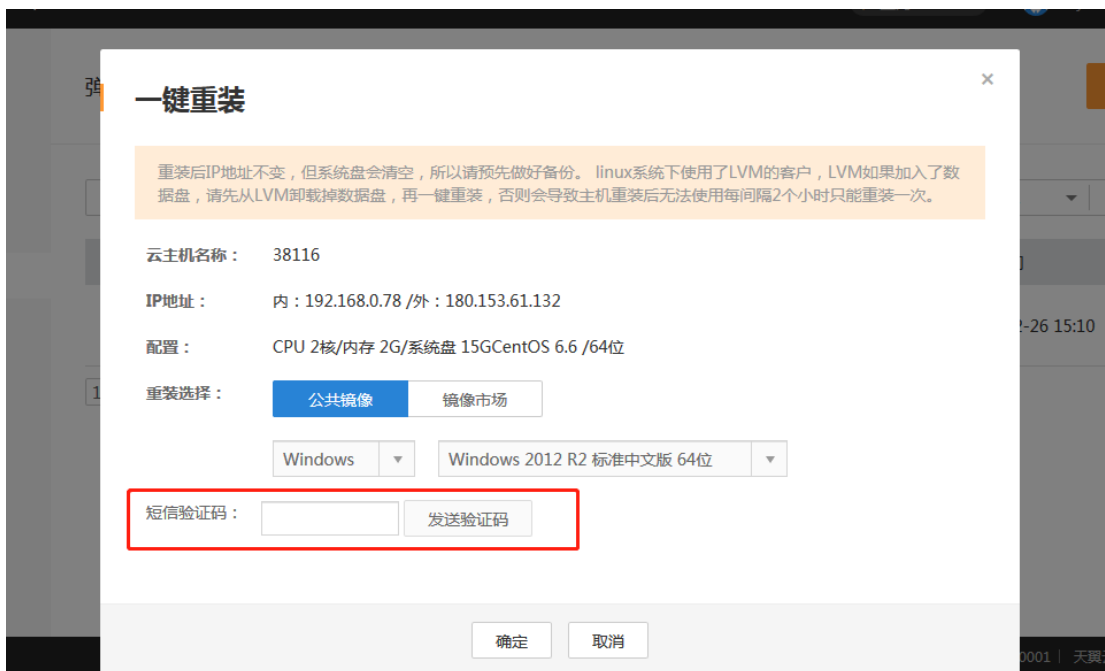 弹
一键重装
×
重装后IP地址不变，但系统盘会清空，所以请预先做好备份。 linux系统下使用了LVM的客户，LVM如果加入了数
据盘，请先从LVM卸载掉数据盘，再一键重装，否则会导致主机重装后无法使用每间隔2个小时只能重装一次。
云主机名称： 38116
IP地址： 内：192.168.0.78 /外：180.153.61.132
-26 15:10
配置： CPU 2核/内存 2G/系统盘 15GCentOS 6.6 /64位
1
重装选择： 公共镜像 镜像市场
Windows Windows 2012 R2 标准中文版 64位
短信验证码： 发送验证码
确定 取消
0001 | 天翼